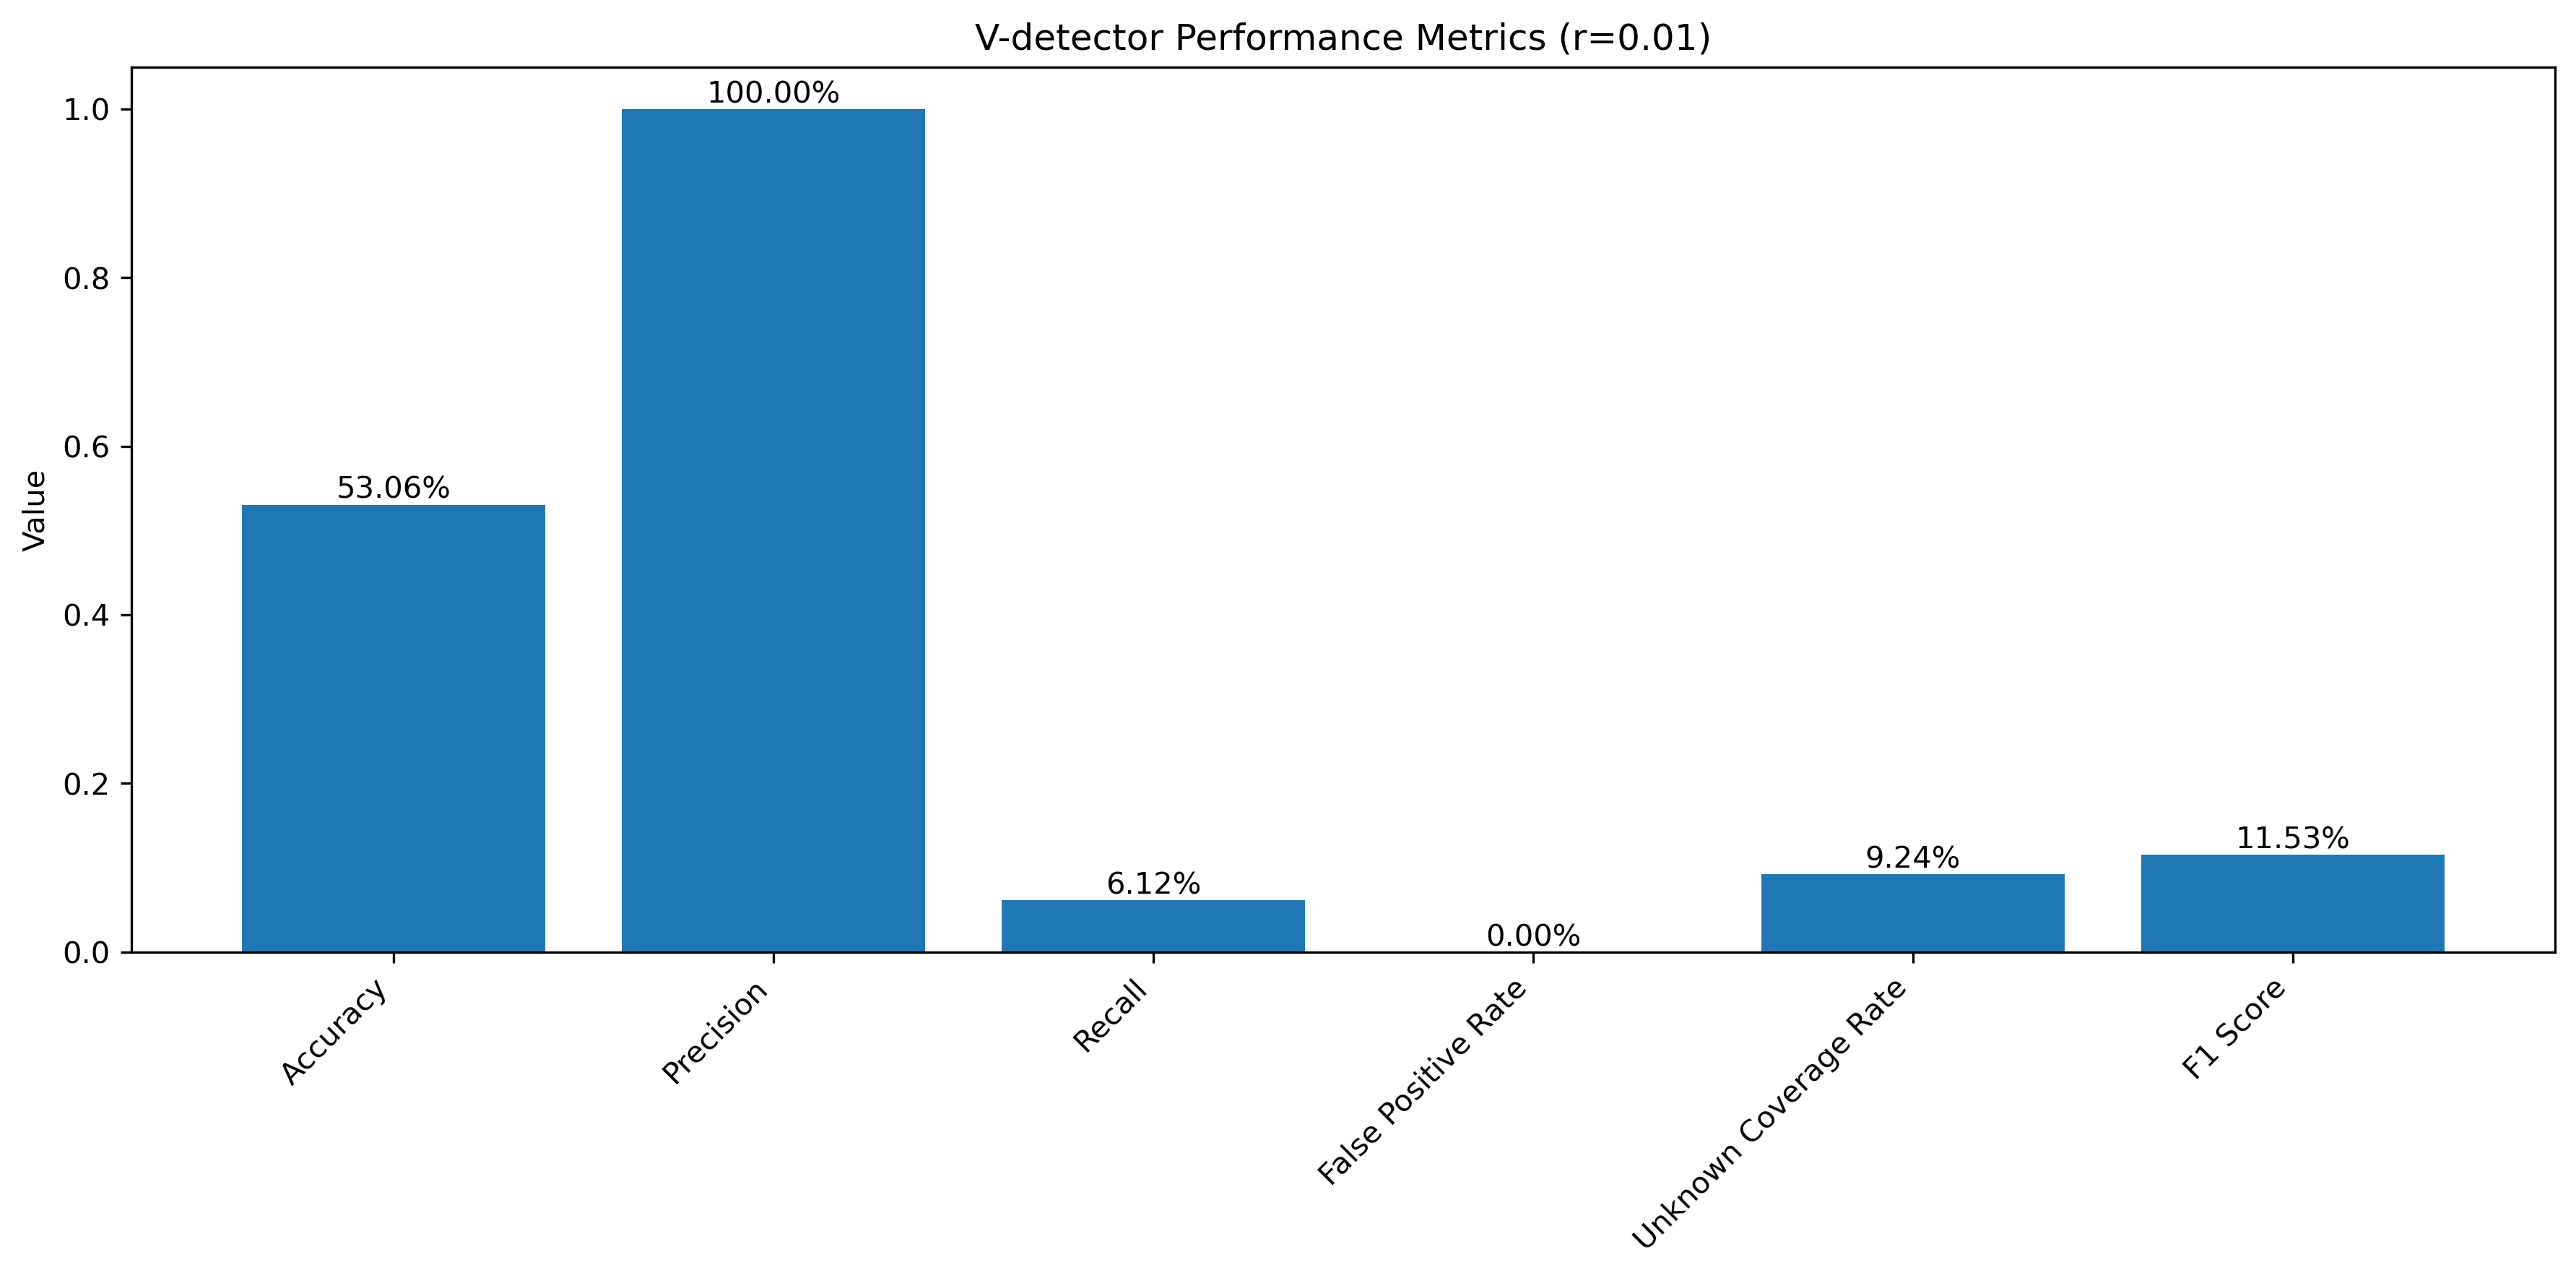 V-detector Performance Metrics (r=0.01)
Value
1.0
0.8
0.6
0.4
0.2
0.0
53.06%
100.00%
6.12%
0.00%
9.24%
11.53%
Accuracy
Precision
Recall
False Positive Rate
Unknown Coverage Rate
F1 Score